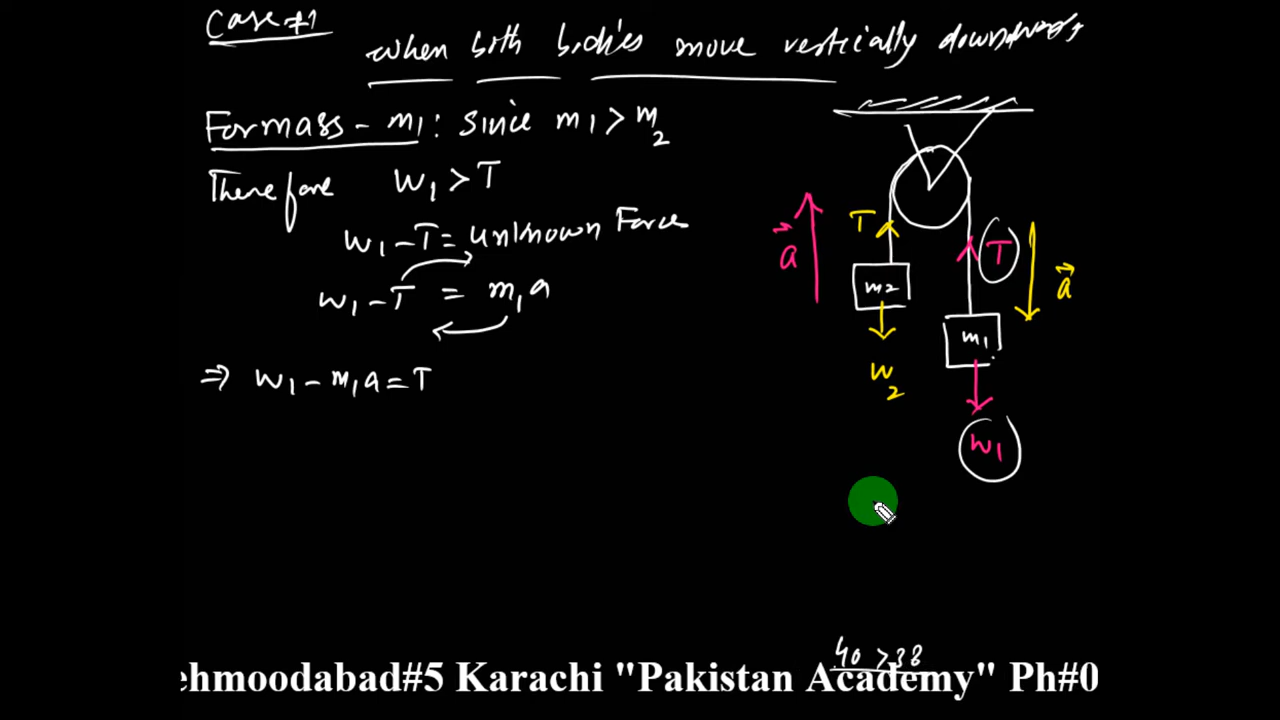 Case #1
when both bodies move vertically downwards
For mass - m1: since m1 > m2
Therefore W1 > T
W1 - T = unknown Force
W1 - T = m1a
⇒ W1 - m1a = T
T
a
T
a
m2
m1
W2
W1
40 > 38
ehmoodabad#5 Karachi "Pakistan Academy" Ph#0